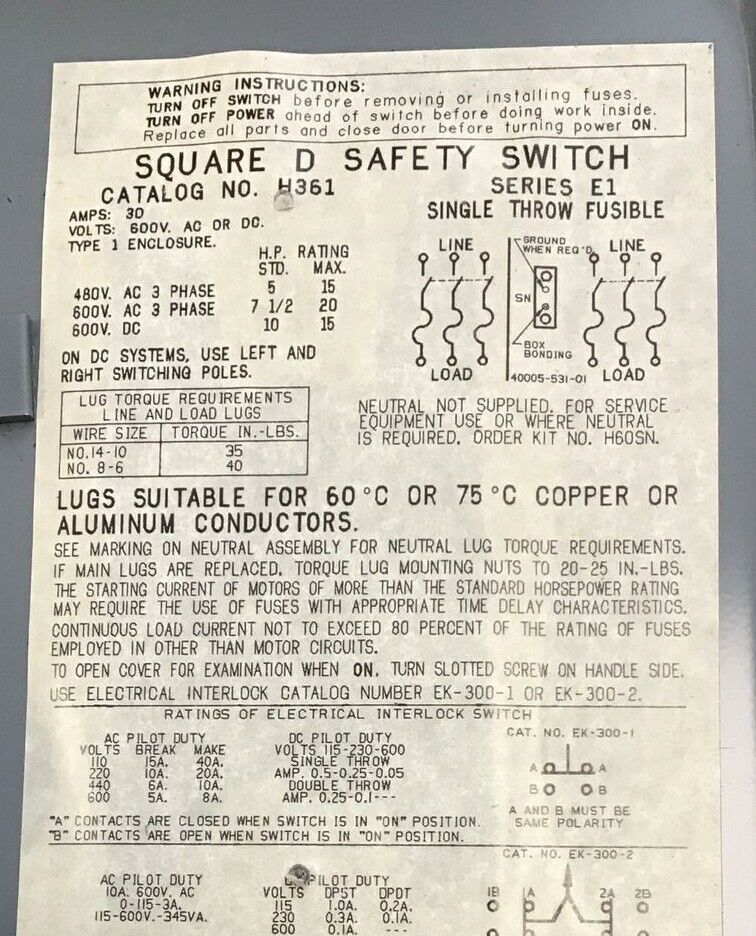 WARNING INSTRUCTIONS:
TURN OFF SWITCH before removing or installing fuses.
TURN OFF POWER ahead of switch before doing work inside.
Replace all parts and close door before turning power ON.
SQUARE D SAFETY SWITCH
CATALOG NO. H361
SERIES E1
AMPS: 30
VOLTS: 600V. AC OR DC.
TYPE 1 ENCLOSURE.
SINGLE THROW FUSIBLE
H.P. RATING
STD. MAX.
480V. AC 3 PHASE 5 15
600V. AC 3 PHASE 7 1/2 20
600V. DC 10 15
ON DC SYSTEMS, USE LEFT AND
RIGHT SWITCHING POLES.
LINE
GROUND
WHEN REQ'D.
LINE
SN
BOX
BONDING
LOAD
40005-531-01
LOAD
LUG TORQUE REQUIREMENTS
LINE AND LOAD LUGS
WIRE SIZE TORQUE IN.-LBS.
NO.14-10 35
NO. 8-6 40
NEUTRAL NOT SUPPLIED. FOR SERVICE
EQUIPMENT USE OR WHERE NEUTRAL
IS REQUIRED, ORDER KIT NO. H60SN.
LUGS SUITABLE FOR 60°C OR 75°C COPPER OR
ALUMINUM CONDUCTORS.
SEE MARKING ON NEUTRAL ASSEMBLY FOR NEUTRAL LUG TORQUE REQUIREMENTS.
IF MAIN LUGS ARE REPLACED, TORQUE LUG MOUNTING NUTS TO 20-25 IN.-LBS.
THE STARTING CURRENT OF MOTORS OF MORE THAN THE STANDARD HORSEPOWER RATING
MAY REQUIRE THE USE OF FUSES WITH APPROPRIATE TIME DELAY CHARACTERISTICS.
CONTINUOUS LOAD CURRENT NOT TO EXCEED 80 PERCENT OF THE RATING OF FUSES
EMPLOYED IN OTHER THAN MOTOR CIRCUITS.
TO OPEN COVER FOR EXAMINATION WHEN ON, TURN SLOTTED SCREW ON HANDLE SIDE.
USE ELECTRICAL INTERLOCK CATALOG NUMBER EK-300-1 OR EK-300-2.
RATINGS OF ELECTRICAL INTERLOCK SWITCH
AC PILOT DUTY
VOLTS BREAK MAKE
110 15A. 40A.
220 10A. 20A.
440 6A. 10A.
600 5A. 8A.
DC PILOT DUTY
VOLTS 115-230-600
SINGLE THROW
AMP. 0.5-0.25-0.05
DOUBLE THROW
AMP. 0.25-0.1---
CAT. NO. EK-300-1
A A
B B
A AND B MUST BE
SAME POLARITY
"A" CONTACTS ARE CLOSED WHEN SWITCH IS IN "ON" POSITION.
"B" CONTACTS ARE OPEN WHEN SWITCH IS IN "ON" POSITION.
AC PILOT DUTY
10A. 600V. AC
0-115-3A.
115-600V.-345VA.
PILOT DUTY
VOLTS DPST DPDT
115 1.0A 0.2A.
230 0.3A. 0.1A.
600 0.1A. ---
CAT. NO. EK-300-2
1B 1A 2A 2B